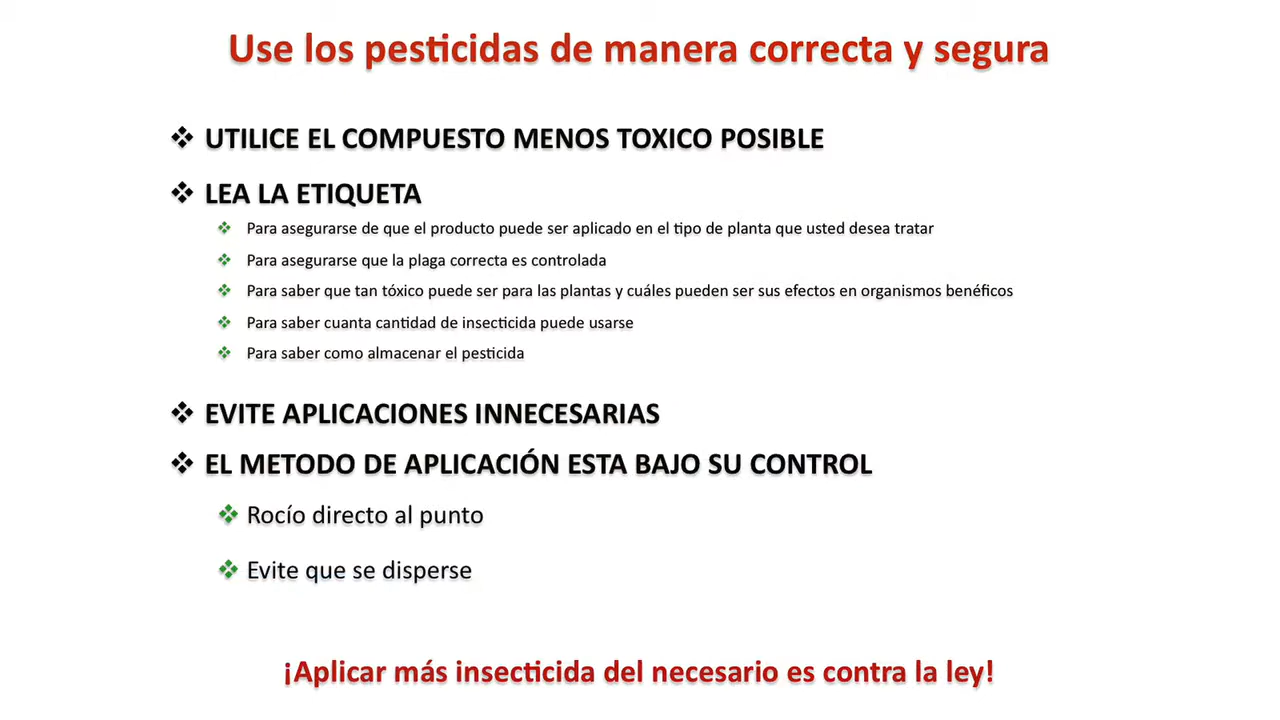 Use los pesticidas de manera correcta y segura
❖ UTILICE EL COMPUESTO MENOS TOXICO POSIBLE
❖ LEA LA ETIQUETA
❖ Para asegurarse de que el producto puede ser aplicado en el tipo de planta que usted desea tratar
❖ Para asegurarse que la plaga correcta es controlada
❖ Para saber que tan tóxico puede ser para las plantas y cuáles pueden ser sus efectos en organismos benéficos
❖ Para saber cuanta cantidad de insecticida puede usarse
❖ Para saber como almacenar el pesticida
❖ EVITE APLICACIONES INNECESARIAS
❖ EL METODO DE APLICACIÓN ESTA BAJO SU CONTROL
❖ Rocío directo al punto
❖ Evite que se disperse
¡Aplicar más insecticida del necesario es contra la ley!